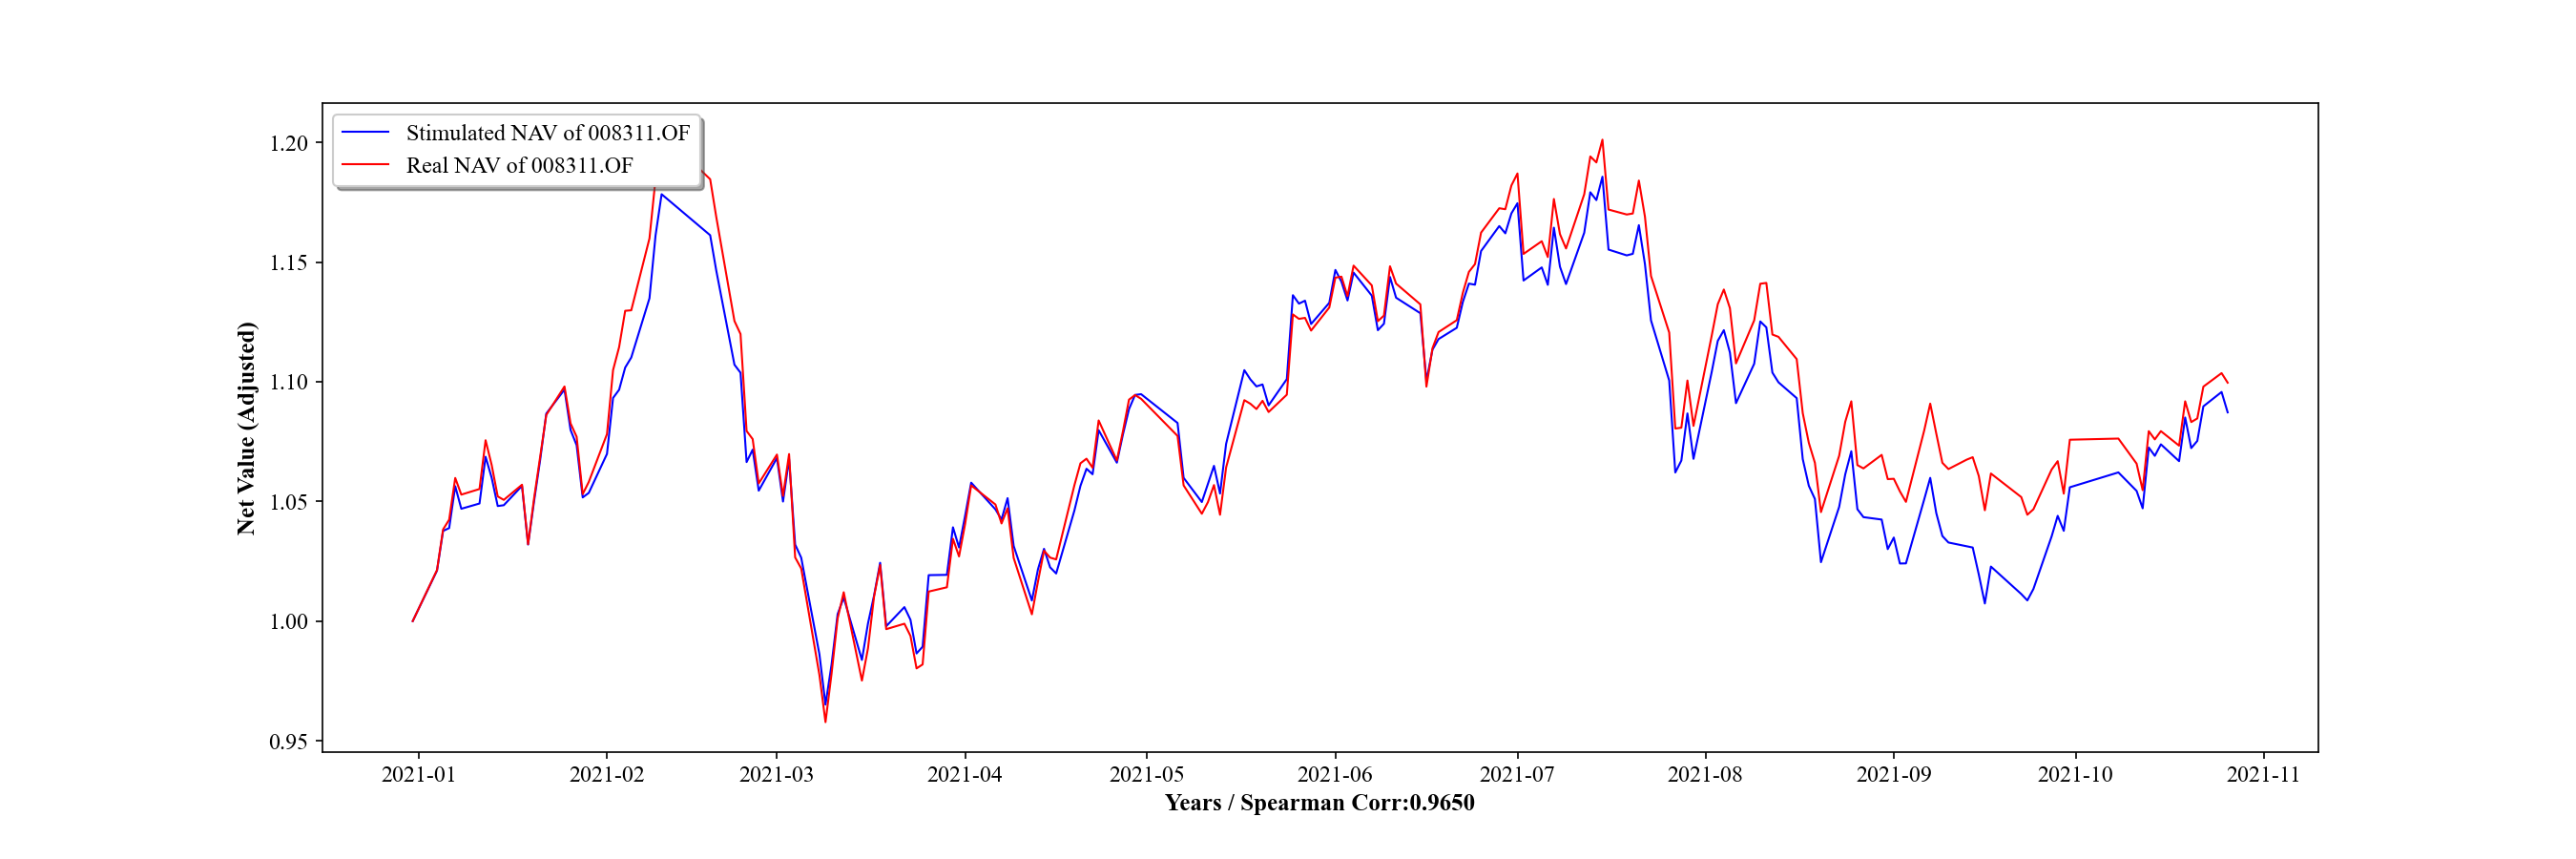 Stimulated NAV of 008311.OF
Real NAV of 008311.OF
Net Value (Adjusted)
1.20
1.15
1.10
1.05
1.00
0.95
2021-01 2021-02 2021-03 2021-04 2021-05 2021-06 2021-07 2021-08 2021-09 2021-10 2021-11
Years / Spearman Corr:0.9650